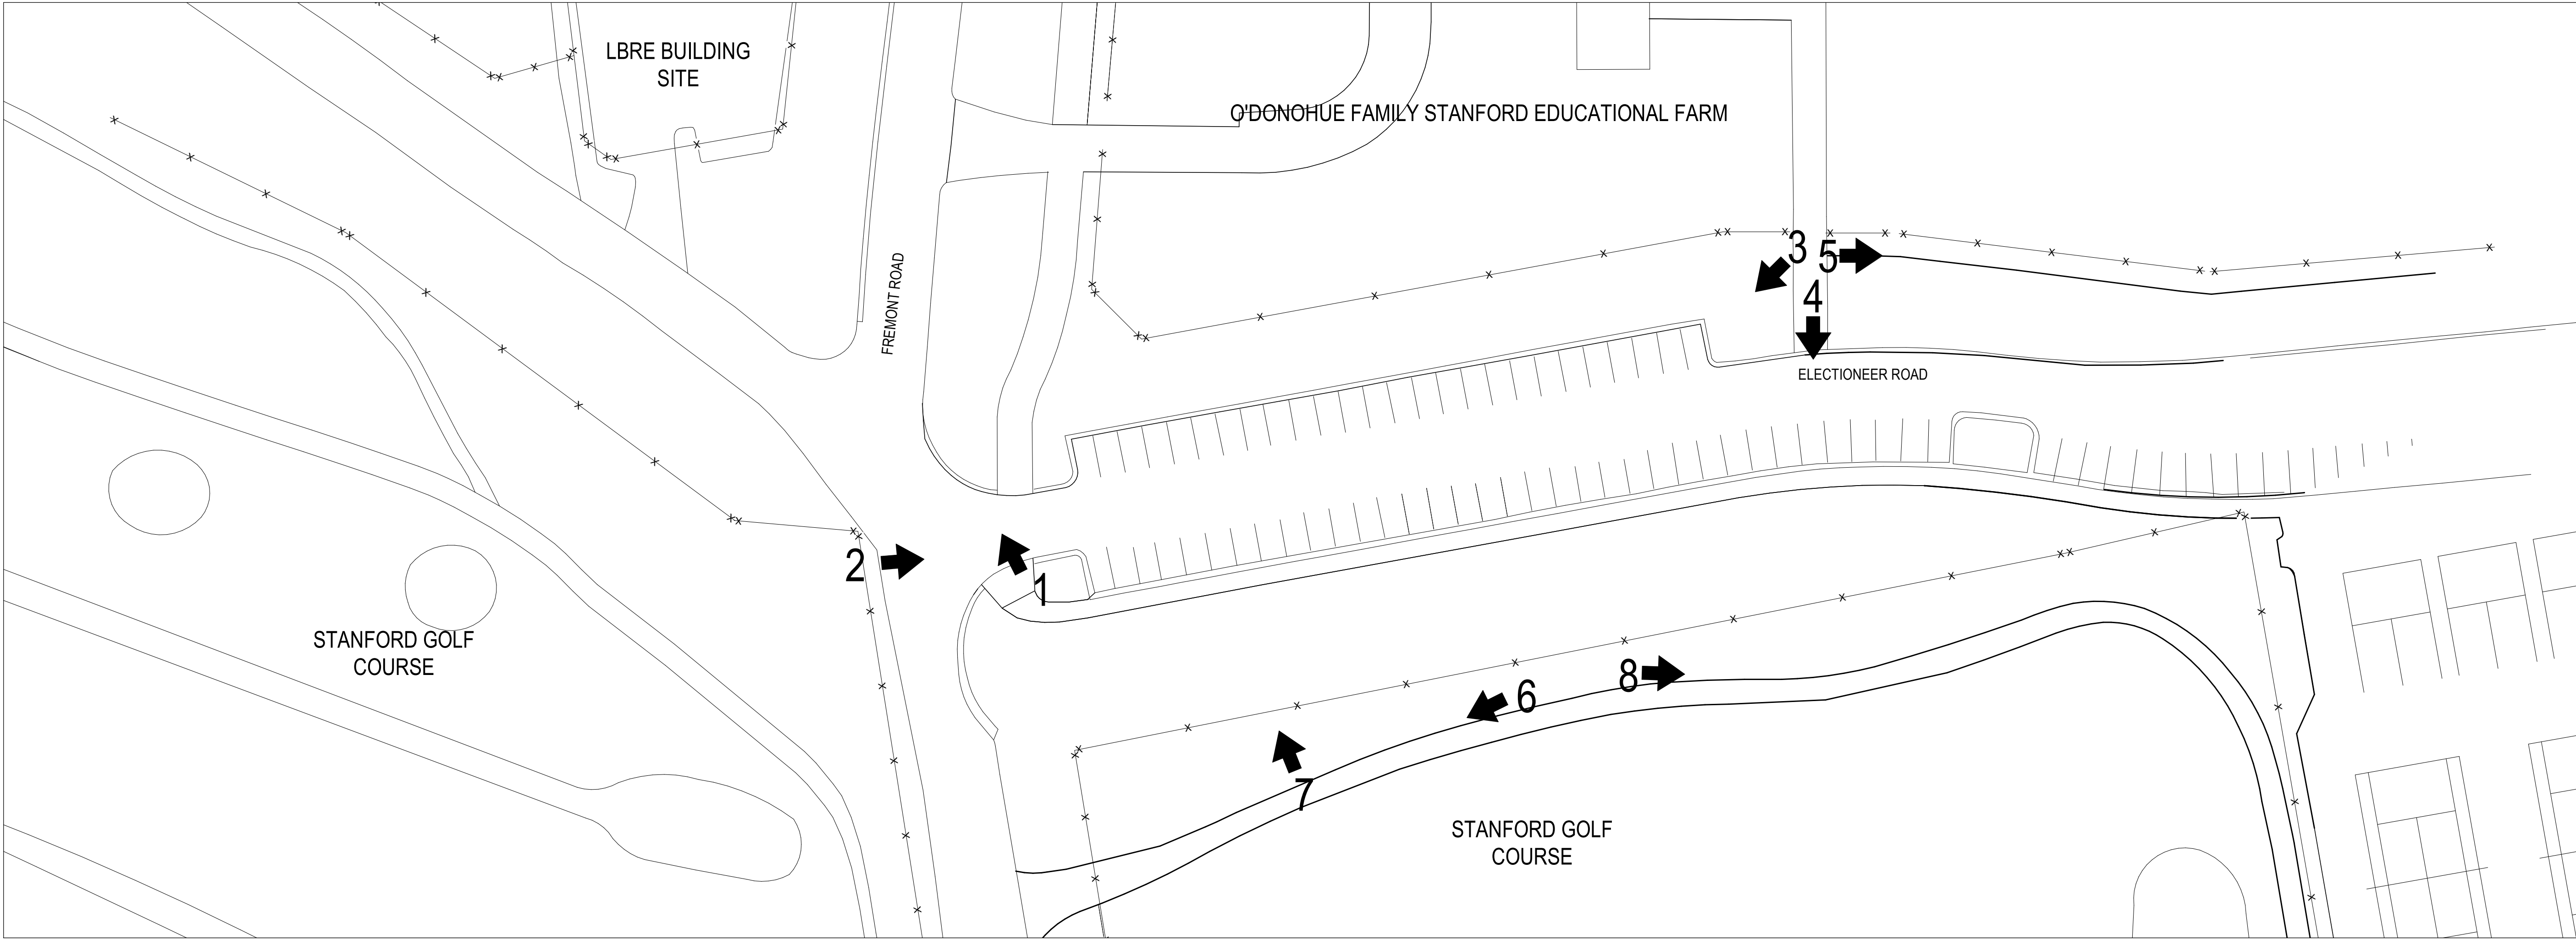 LBRE BUILDING
SITE
O'DONOHUE FAMILY STANFORD EDUCATIONAL FARM
FREMONT ROAD
3
5
4
ELECTIONEER ROAD
2
1
STANFORD GOLF
COURSE
8
6
7
STANFORD GOLF
COURSE